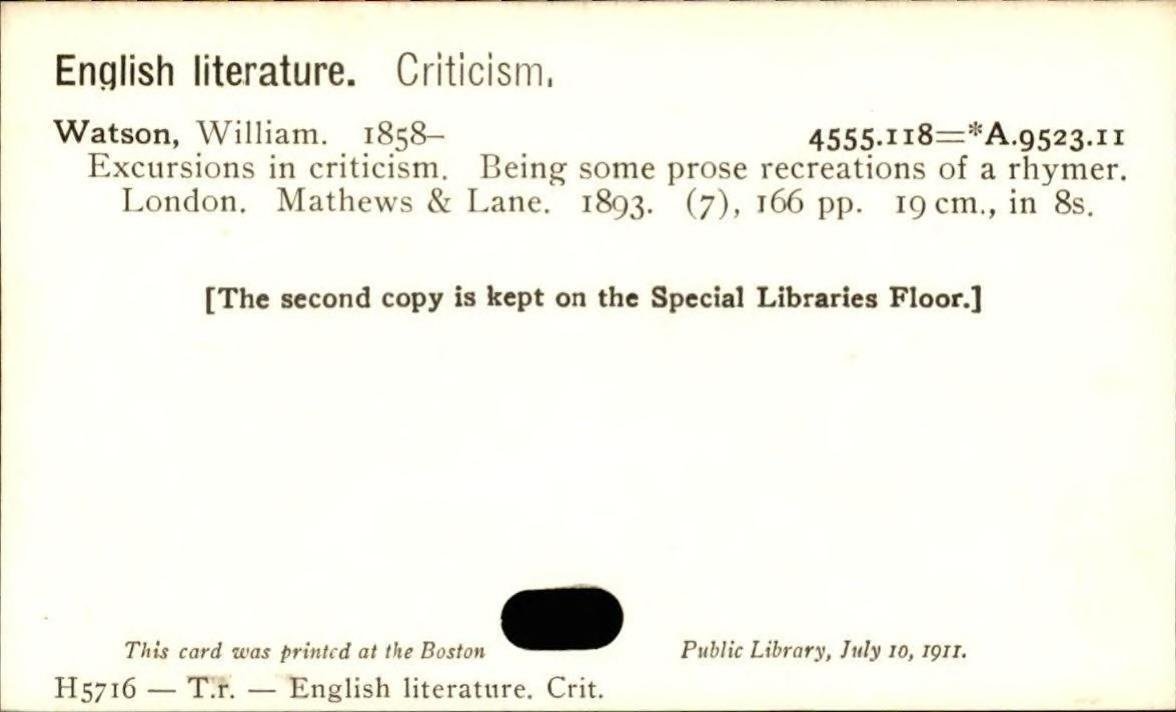 English literature. Criticism.
Watson, William. 1858– 4555.118=*A.9523.11
Excursions in criticism. Being some prose recreations of a rhymer.
London. Mathews & Lane. 1893. (7), 166 pp. 19 cm., in 8s.
[The second copy is kept on the Special Libraries Floor.]
This card was printed at the Boston Public Library, July 10, 1911.
H5716 — T.r. — English literature. Crit.